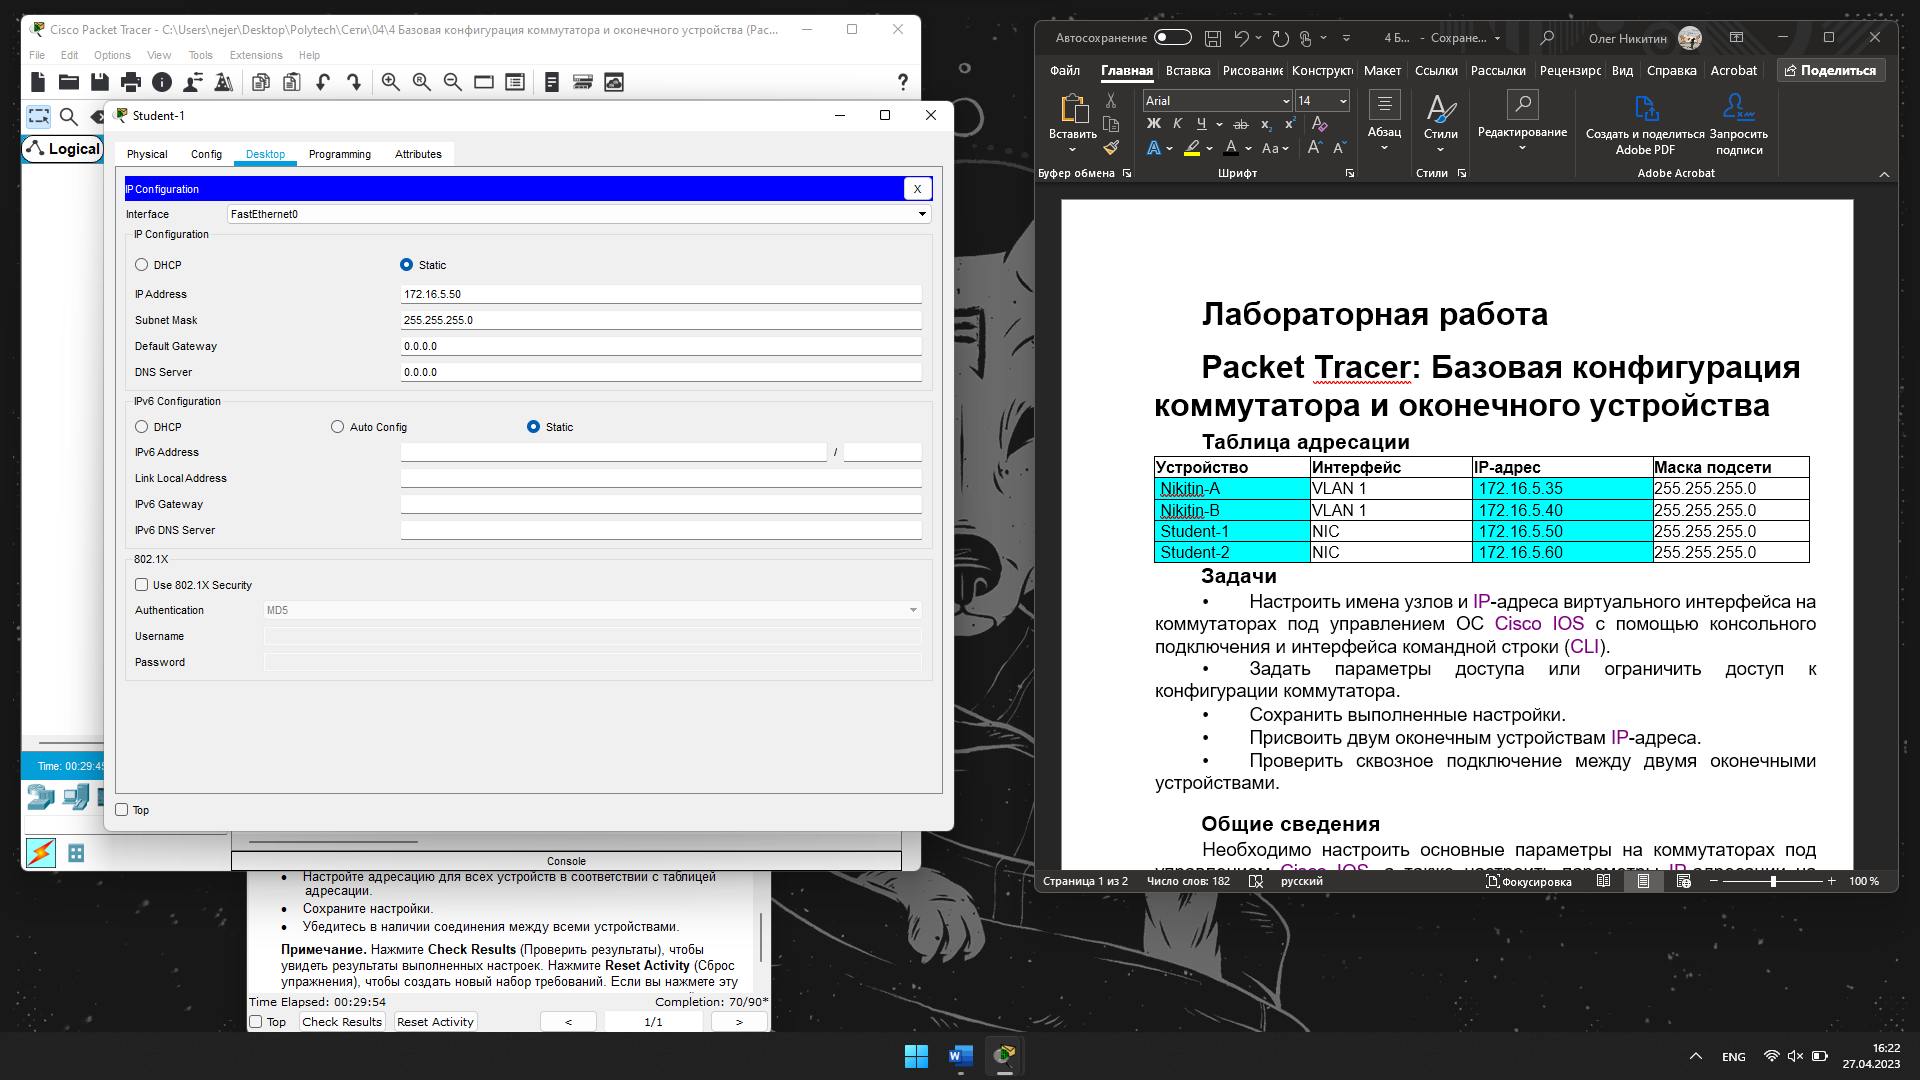 Cisco Packet Tracer - C:\Users\nejer\Desktop\Polytech\Сети\04\4 Базовая конфигурация коммутатора и оконечного устройства (Рас...
File Edit Options View Tools Extensions Help
Logical
Time: 00:29:45
Student-1
Physical Config Desktop Programming Attributes
IP Configuration X
Interface FastEthernet0
IP Configuration
DHCP Static
IP Address 172.16.5.50
Subnet Mask 255.255.255.0
Default Gateway 0.0.0.0
DNS Server 0.0.0.0
IPv6 Configuration
DHCP Auto Config Static
IPv6 Address /
Link Local Address
IPv6 Gateway
IPv6 DNS Server
802.1X
Use 802.1X Security
Authentication MD5
Username
Password
Top
Console
• Настройте адресацию для всех устройств в соответствии с таблицей
адресации.
• Сохраните настройки.
• Убедитесь в наличии соединения между всеми устройствами.
Примечание. Нажмите Check Results (Проверить результаты), чтобы
увидеть результаты выполненных настроек. Нажмите Reset Activity (Сброс
упражнения), чтобы создать новый набор требований. Если вы нажмете эту
Time Elapsed: 00:29:54 Completion: 70/90*
Top Check Results Reset Activity < 1/1 >
Автосохранение 4 Б... - Сохране... Олег Никитин
Файл Главная Вставка Рисование Конструкт Макет Ссылки Рассылки Рецензирс Вид Справка Acrobat Поделиться
Вставить
Буфер обмена
Arial 14
Ж К Ч ab x₂ x² A
A A Aa A A
Шрифт
Абзац
Стили
Стили
Редактирование
Создать и поделиться Adobe PDF
Запросить подписи
Adobe Acrobat
Лабораторная работа
Packet Tracer: Базовая конфигурация
коммутатора и оконечного устройства
Таблица адресации
Устройство Интерфейс IP-адрес Маска подсети
Nikitin-A VLAN 1 172.16.5.35 255.255.255.0
Nikitin-B VLAN 1 172.16.5.40 255.255.255.0
Student-1 NIC 172.16.5.50 255.255.255.0
Student-2 NIC 172.16.5.60 255.255.255.0
Задачи
• Настроить имена узлов и IP-адреса виртуального интерфейса на
коммутаторах под управлением ОС Cisco IOS с помощью консольного
подключения и интерфейса командной строки (CLI).
• Задать параметры доступа или ограничить доступ к
конфигурации коммутатора.
• Сохранить выполненные настройки.
• Присвоить двум оконечным устройствам IP-адреса.
• Проверить сквозное подключение между двумя оконечными
устройствами.
Общие сведения
Необходимо настроить основные параметры на коммутаторах под
управлением Cisco IOS, а также настроить параметры IP-адресации на
Страница 1 из 2 Число слов: 182 русский Фокусировка − + 100 %
ENG
16:22
27.04.2023